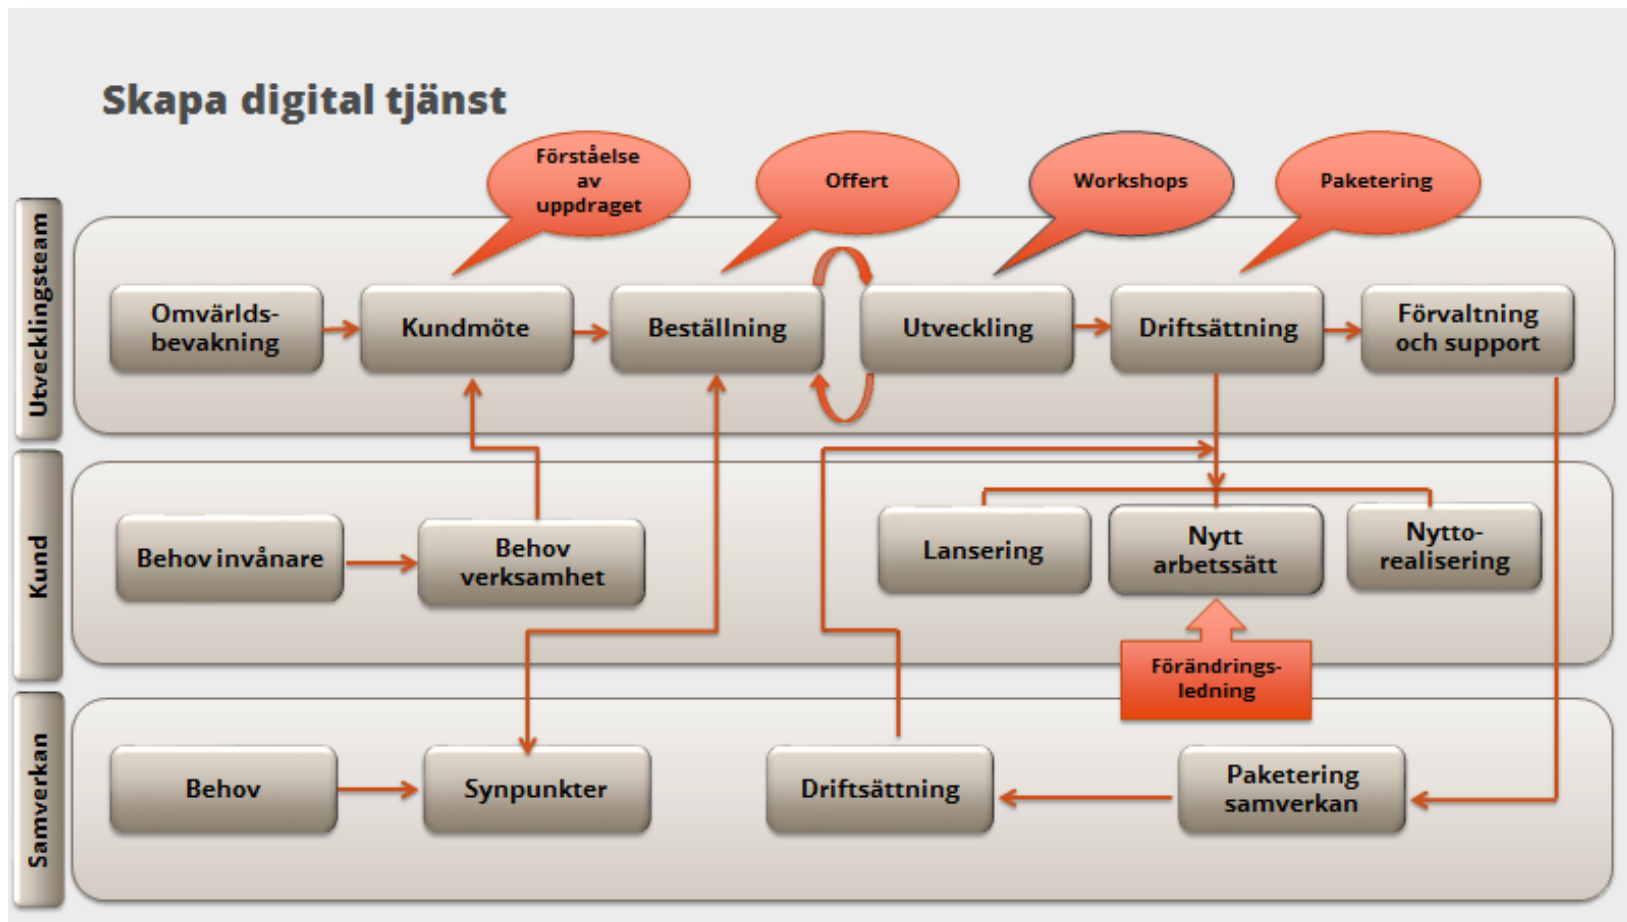 Skapa digital tjänst
Förståelse
av
uppdraget
Offert
Workshops
Paketering
Utvecklingsteam
Omvärlds-
bevakning
Kundmöte
Beställning
Utveckling
Driftsättning
Förvaltning
och support
Kund
Behov invånare
Behov
verksamhet
Lansering
Nytt
arbetssätt
Nytto-
realisering
Förändrings-
ledning
Samverkan
Behov
Synpunkter
Driftsättning
Paketering
samverkan